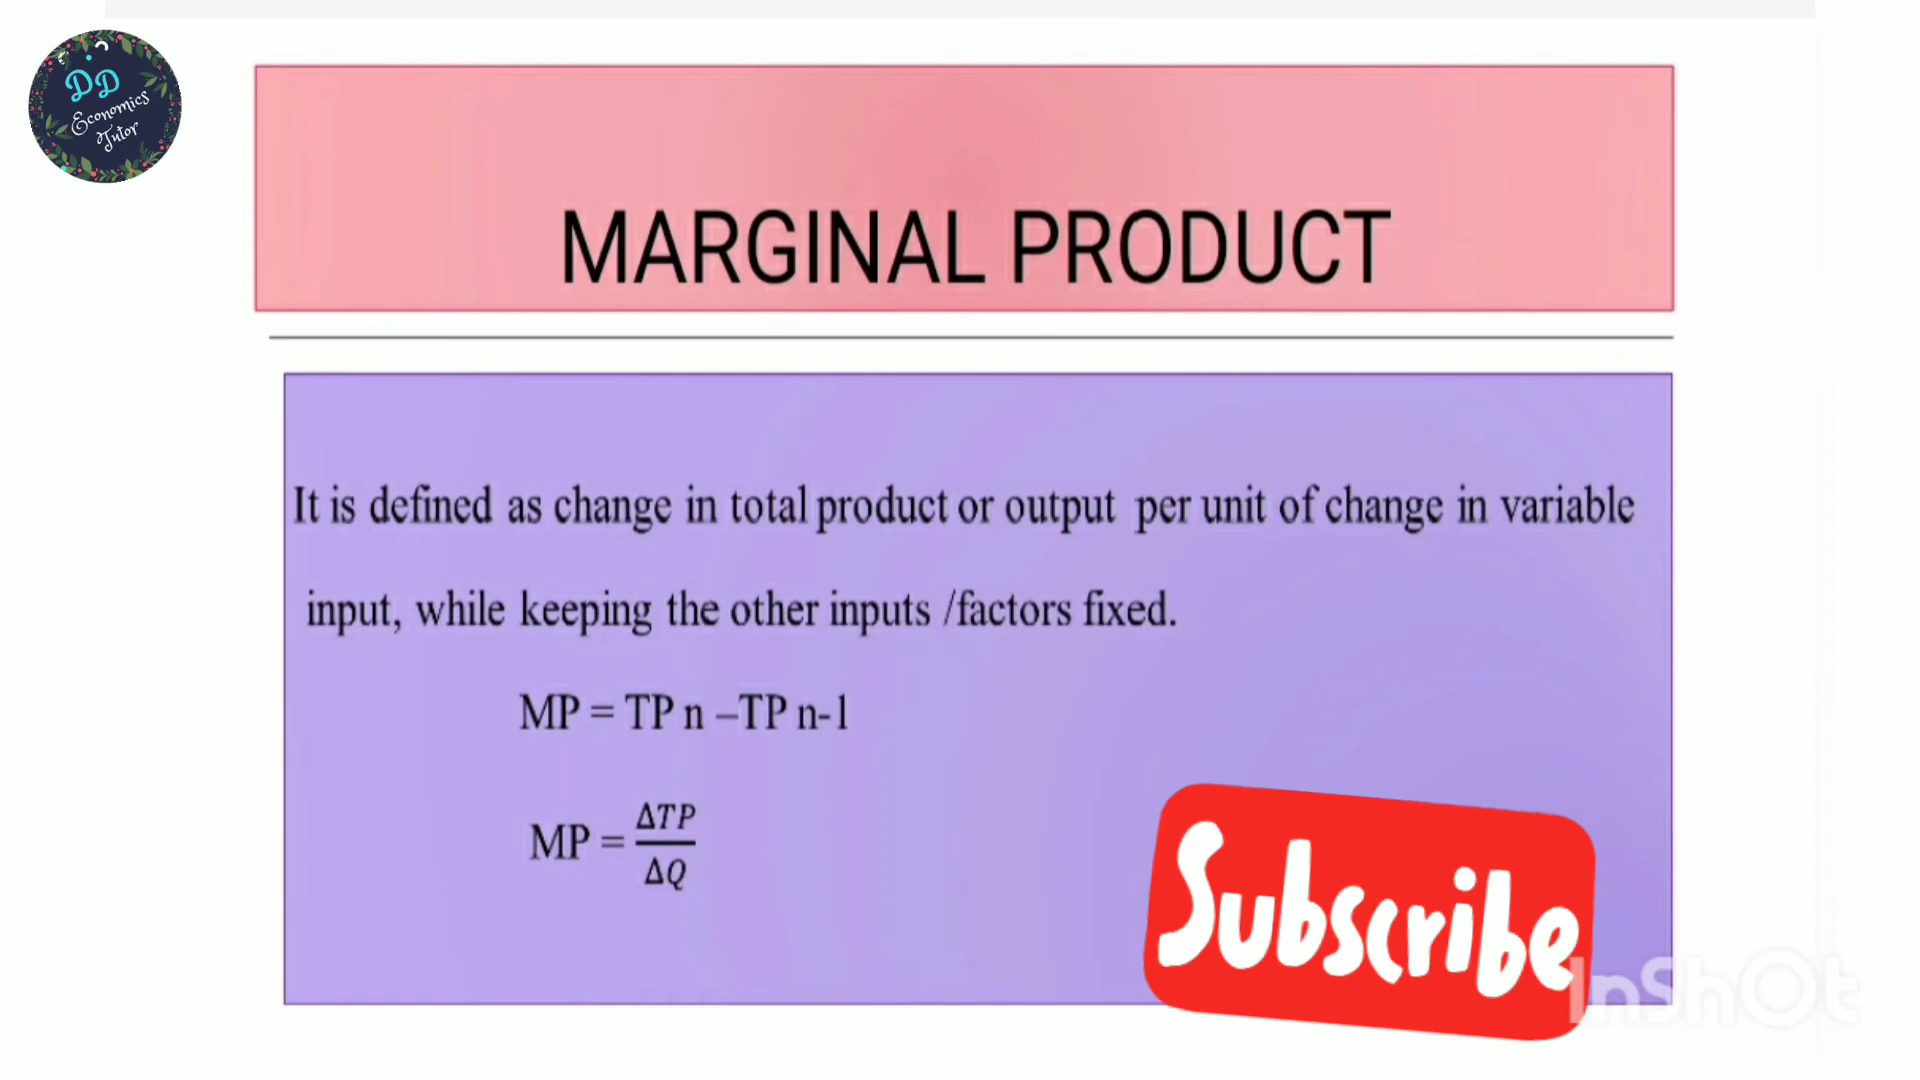 DD
Economics
Tutor
MARGINAL PRODUCT
It is defined as change in total product or output per unit of change in variable
input, while keeping the other inputs /factors fixed.
MP = TP n –TP n-1
MP = ΔTP/ΔQ
Subscribe
InShOt